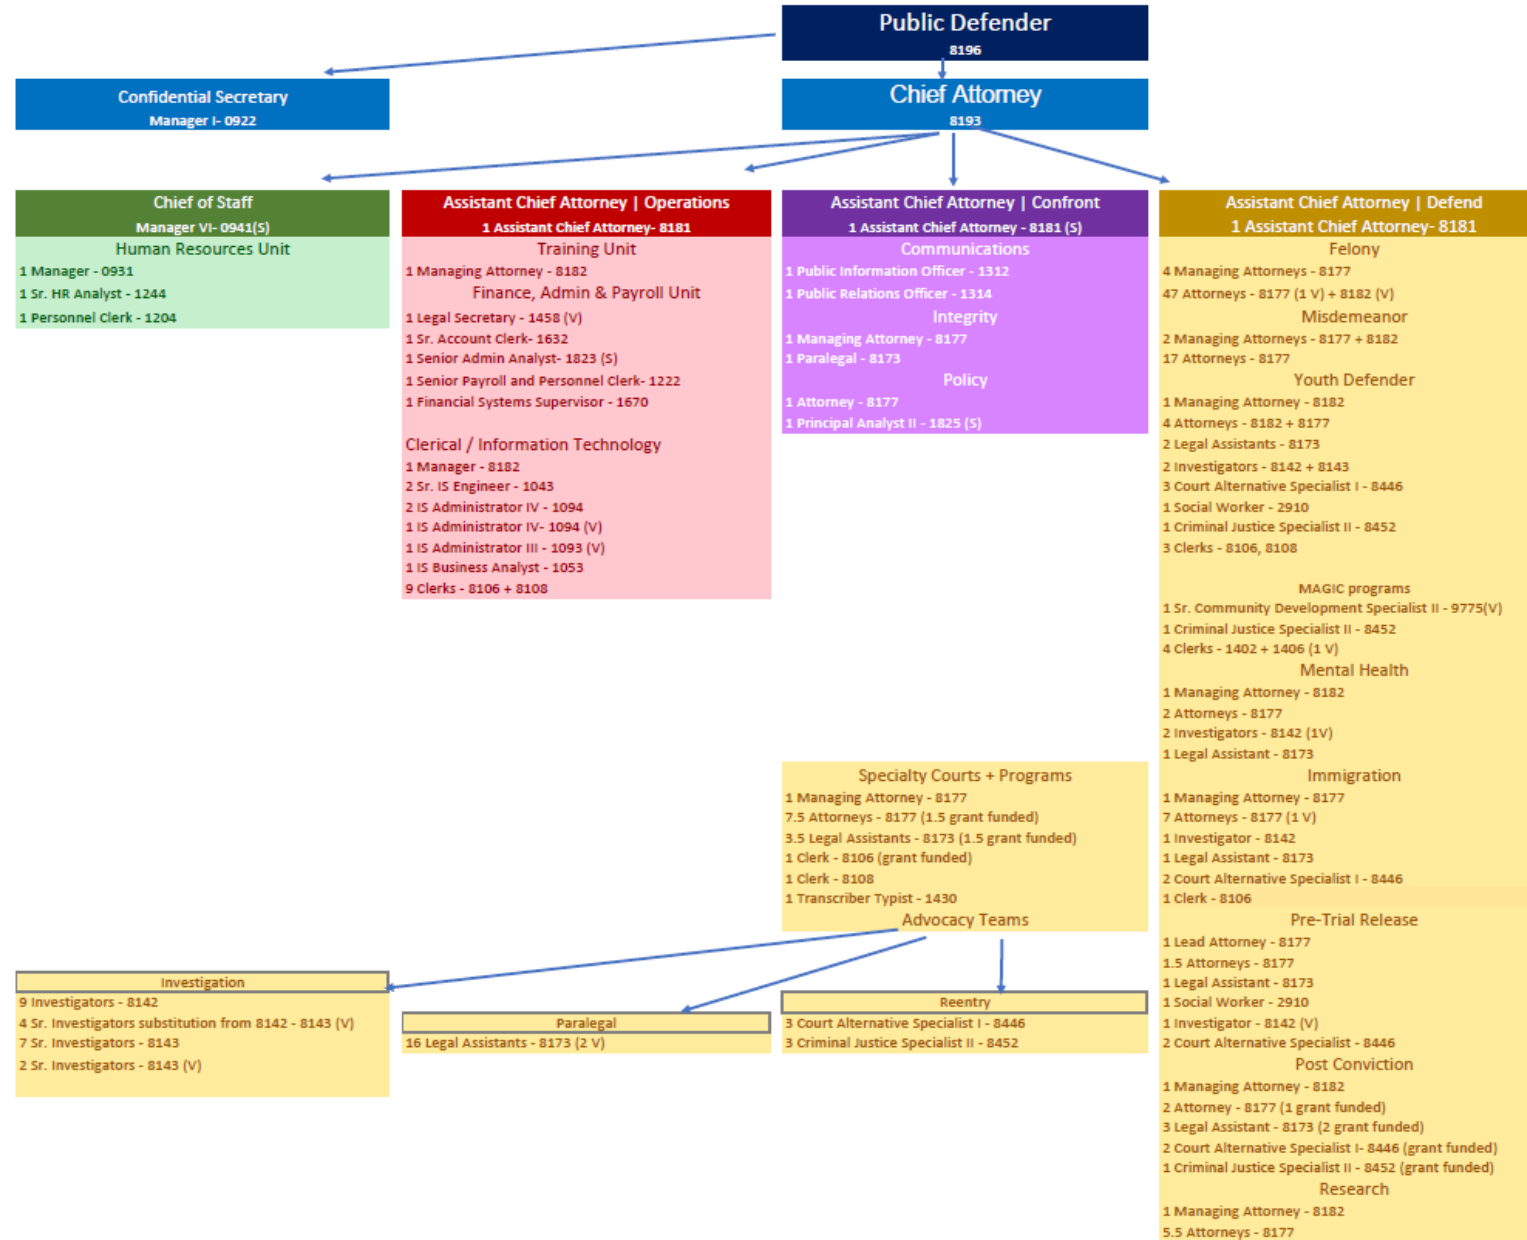 Public Defender
8196
Confidential Secretary
Manager I- 0922
Chief Attorney
8193
Chief of Staff
Manager VI- 0941(S)
Human Resources Unit
1 Manager - 0931
1 Sr. HR Analyst - 1244
1 Personnel Clerk - 1204
Assistant Chief Attorney | Operations
1 Assistant Chief Attorney- 8181
Training Unit
1 Managing Attorney - 8182
Finance, Admin & Payroll Unit
1 Legal Secretary - 1458 (V)
1 Sr. Account Clerk- 1632
1 Senior Admin Analyst- 1823 (S)
1 Senior Payroll and Personnel Clerk- 1222
1 Financial Systems Supervisor - 1670
Clerical / Information Technology
1 Manager - 8182
2 Sr. IS Engineer - 1043
2 IS Administrator IV - 1094
1 IS Administrator IV- 1094 (V)
1 IS Administrator III - 1093 (V)
1 IS Business Analyst - 1053
9 Clerks - 8106 + 8108
Assistant Chief Attorney | Confront
1 Assistant Chief Attorney - 8181 (S)
Communications
1 Public Information Officer - 1312
1 Public Relations Officer - 1314
Integrity
1 Managing Attorney - 8177
1 Paralegal - 8173
Policy
1 Attorney - 8177
1 Principal Analyst II - 1825 (S)
Assistant Chief Attorney | Defend
1 Assistant Chief Attorney- 8181
Felony
4 Managing Attorneys - 8177
47 Attorneys - 8177 (1 V) + 8182 (V)
Misdemeanor
2 Managing Attorneys - 8177 + 8182
17 Attorneys - 8177
Youth Defender
1 Managing Attorney - 8182
4 Attorneys - 8182 + 8177
2 Legal Assistants - 8173
2 Investigators - 8142 + 8143
3 Court Alternative Specialist I - 8446
1 Social Worker - 2910
1 Criminal Justice Specialist II - 8452
3 Clerks - 8106, 8108
MAGIC programs
1 Sr. Community Development Specialist II - 9775(V)
1 Criminal Justice Specialist II - 8452
4 Clerks - 1402 + 1406 (1 V)
Mental Health
1 Managing Attorney - 8182
2 Attorneys - 8177
2 Investigators - 8142 (1V)
1 Legal Assistant - 8173
Immigration
1 Managing Attorney - 8177
7 Attorneys - 8177 (1 V)
1 Investigator - 8142
1 Legal Assistant - 8173
2 Court Alternative Specialist I - 8446
1 Clerk - 8106
Pre-Trial Release
1 Lead Attorney - 8177
1.5 Attorneys - 8177
1 Legal Assistant - 8173
1 Social Worker - 2910
1 Investigator - 8142 (V)
2 Court Alternative Specialist - 8446
Post Conviction
1 Managing Attorney - 8182
2 Attorney - 8177 (1 grant funded)
3 Legal Assistant - 8173 (2 grant funded)
2 Court Alternative Specialist I- 8446 (grant funded)
1 Criminal Justice Specialist II - 8452 (grant funded)
Research
1 Managing Attorney - 8182
5.5 Attorneys - 8177
Specialty Courts + Programs
1 Managing Attorney - 8177
7.5 Attorneys - 8177 (1.5 grant funded)
3.5 Legal Assistants - 8173 (1.5 grant funded)
1 Clerk - 8106 (grant funded)
1 Clerk - 8108
1 Transcriber Typist - 1430
Advocacy Teams
Investigation
9 Investigators - 8142
4 Sr. Investigators substitution from 8142 - 8143 (V)
7 Sr. Investigators - 8143
2 Sr. Investigators - 8143 (V)
Paralegal
16 Legal Assistants - 8173 (2 V)
Reentry
3 Court Alternative Specialist I - 8446
3 Criminal Justice Specialist II - 8452